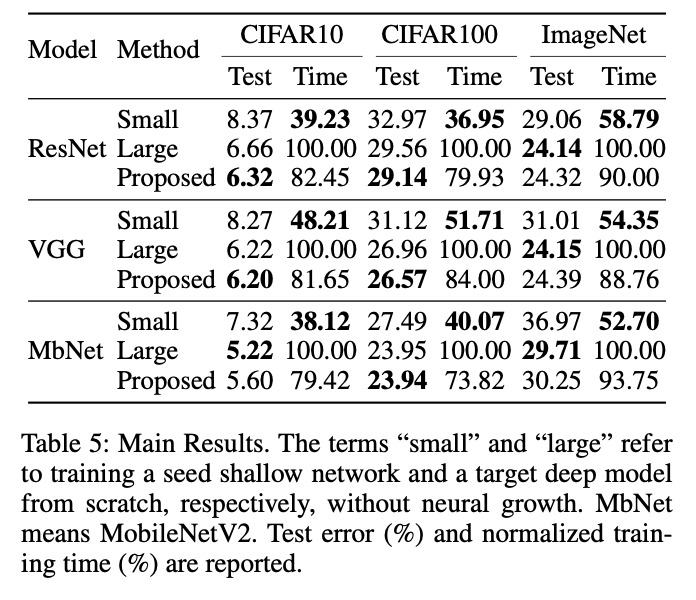 Model Method CIFAR10 CIFAR100 ImageNet
Test Time Test Time Test Time
Small 8.37 39.23 32.97 36.95 29.06 58.79
ResNet Large 6.66 100.00 29.56 100.00 24.14 100.00
Proposed 6.32 82.45 29.14 79.93 24.32 90.00
Small 8.27 48.21 31.12 51.71 31.01 54.35
VGG Large 6.22 100.00 26.96 100.00 24.15 100.00
Proposed 6.20 81.65 26.57 84.00 24.39 88.76
Small 7.32 38.12 27.49 40.07 36.97 52.70
MbNet Large 5.22 100.00 23.95 100.00 29.71 100.00
Proposed 5.60 79.42 23.94 73.82 30.25 93.75
Table 5: Main Results. The terms “small” and “large” refer
to training a seed shallow network and a target deep model
from scratch, respectively, without neural growth. MbNet
means MobileNetV2. Test error (%) and normalized train-
ing time (%) are reported.